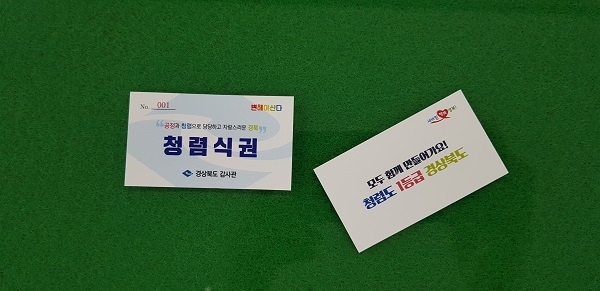 No. 001
변해야산다
"공정과 청렴으로 당당하고 자랑스러운 경북"
청렴식권
경상북도 감사관
모두 함께 만들어가요!
청렴도 1등급 경상북도